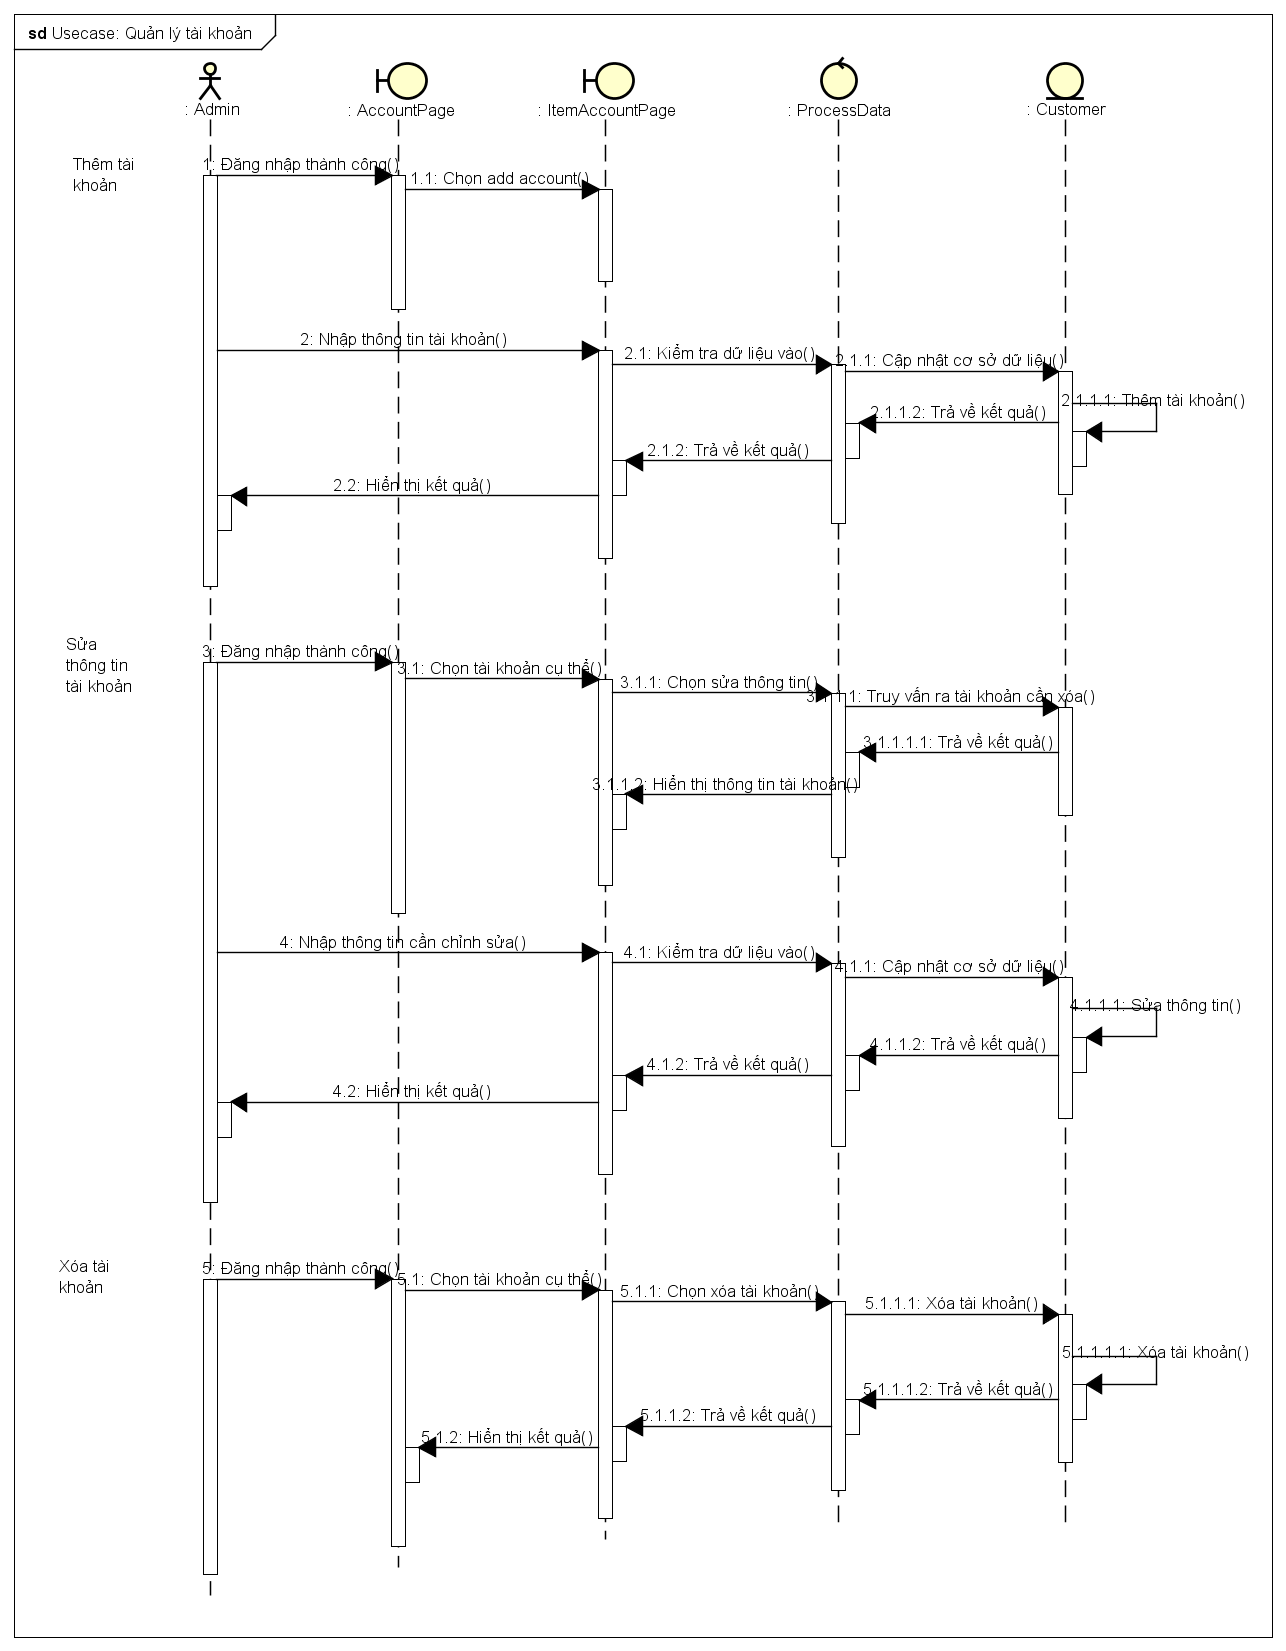 sd Usecase: Quản lý tài khoản
: Admin
: AccountPage
: ItemAccountPage
: ProcessData
: Customer
Thêm tài
khoản
1: Đăng nhập thành công()
1.1: Chọn add account()
2: Nhập thông tin tài khoản()
2.1: Kiểm tra dữ liệu vào()
2.1.1: Cập nhật cơ sở dữ liệu()
2.1.1.1: Thêm tài khoản()
2.1.1.2: Trả về kết quả()
2.1.2: Trả về kết quả()
2.2: Hiển thị kết quả()
Sửa
thông tin
tài khoản
3: Đăng nhập thành công()
3.1: Chọn tài khoản cụ thể()
3.1.1: Chọn sửa thông tin()
3.1.1.1: Truy vấn ra tài khoản cần xóa()
3.1.1.1.1: Trả về kết quả()
3.1.1.2: Hiển thị thông tin tài khoản()
4: Nhập thông tin cần chỉnh sửa()
4.1: Kiểm tra dữ liệu vào()
4.1.1: Cập nhật cơ sở dữ liệu()
4.1.1.1: Sửa thông tin()
4.1.1.2: Trả về kết quả()
4.1.2: Trả về kết quả()
4.2: Hiển thị kết quả()
Xóa tài
khoản
5: Đăng nhập thành công()
5.1: Chọn tài khoản cụ thể()
5.1.1: Chọn xóa tài khoản()
5.1.1.1: Xóa tài khoản()
5.1.1.1.1: Xóa tài khoản()
5.1.1.1.2: Trả về kết quả()
5.1.1.2: Trả về kết quả()
5.1.2: Hiển thị kết quả()